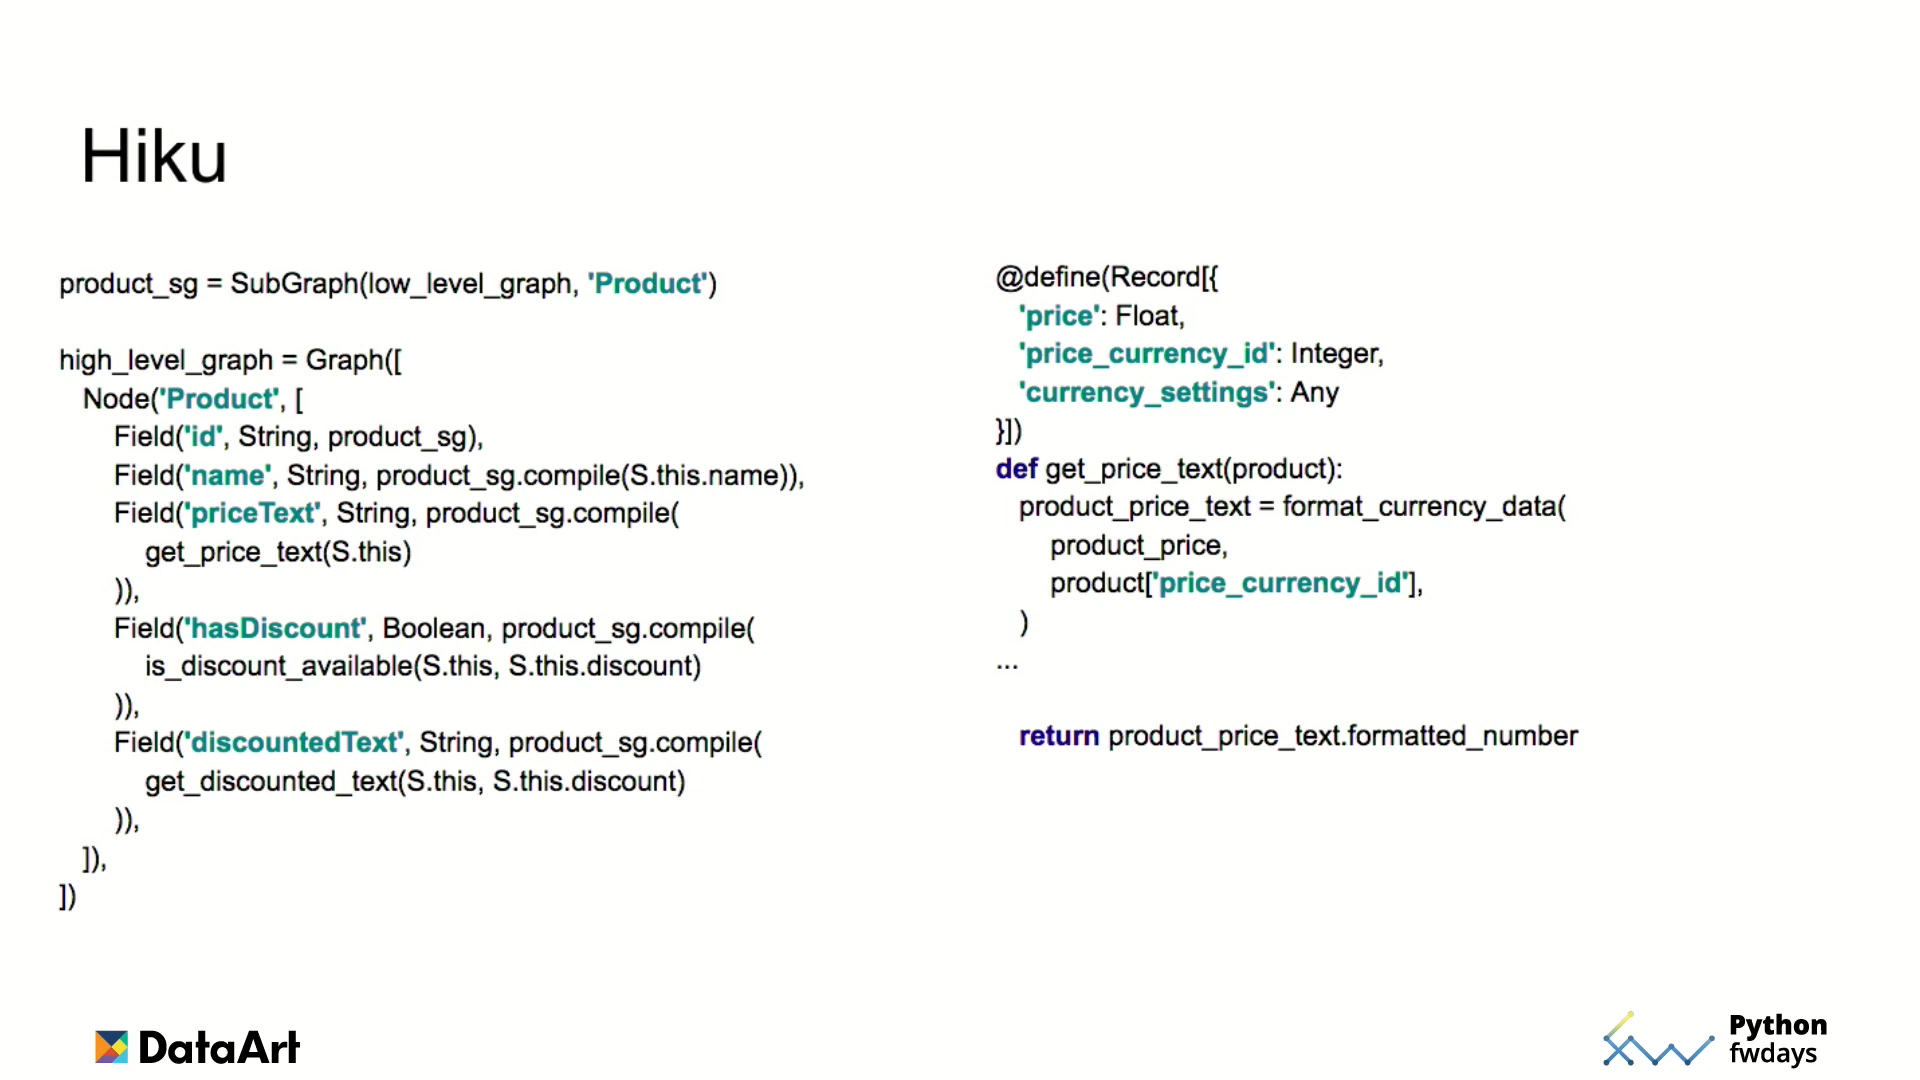 Hiku
product_sg = SubGraph(low_level_graph, 'Product')
high_level_graph = Graph([
Node('Product', [
Field('id', String, product_sg),
Field('name', String, product_sg.compile(S.this.name)),
Field('priceText', String, product_sg.compile(
get_price_text(S.this)
)),
Field('hasDiscount', Boolean, product_sg.compile(
is_discount_available(S.this, S.this.discount)
)),
Field('discountedText', String, product_sg.compile(
get_discounted_text(S.this, S.this.discount)
)),
]),
])
@define(Record[{
'price': Float,
'price_currency_id': Integer,
'currency_settings': Any
}])
def get_price_text(product):
product_price_text = format_currency_data(
product_price,
product['price_currency_id'],
)
...
return product_price_text.formatted_number
DataArt
Python
fwdays